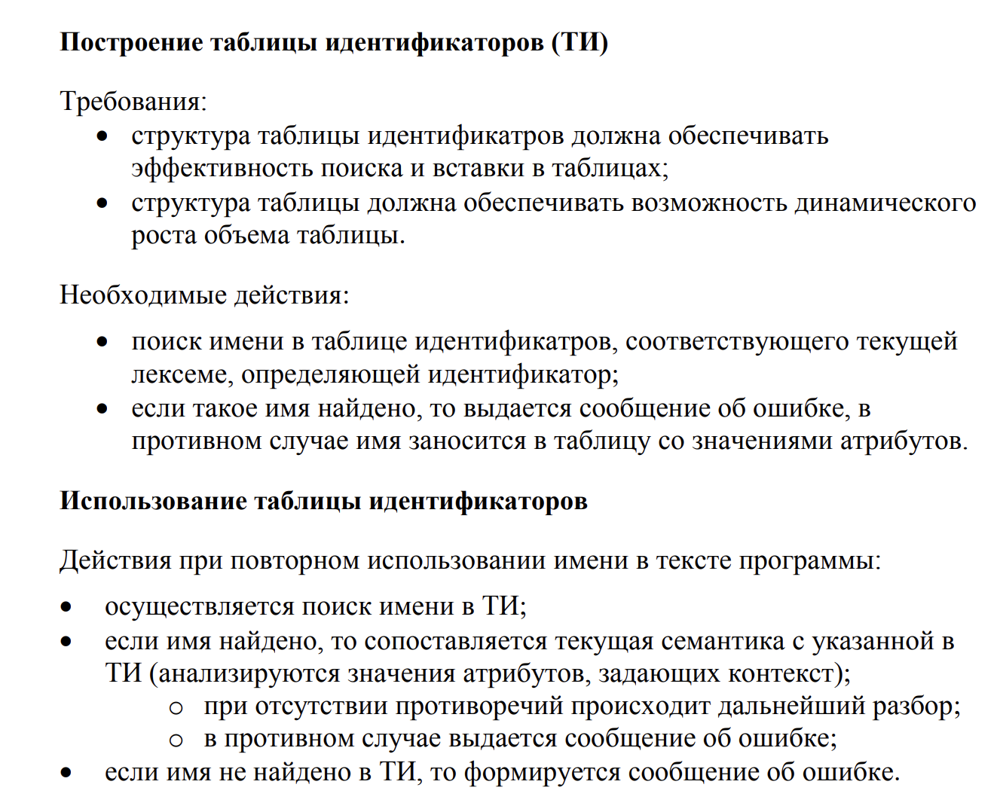 Построение таблицы идентификаторов (ТИ)
Требования:
• структура таблицы идентификатров должна обеспечивать
эффективность поиска и вставки в таблицах;
• структура таблицы должна обеспечивать возможность динамического
роста объема таблицы.
Необходимые действия:
• поиск имени в таблице идентификатров, соответствующего текущей
лексеме, определяющей идентификатор;
• если такое имя найдено, то выдается сообщение об ошибке, в
противном случае имя заносится в таблицу со значениями атрибутов.
Использование таблицы идентификаторов
Действия при повторном использовании имени в тексте программы:
• осуществляется поиск имени в ТИ;
• если имя найдено, то сопоставляется текущая семантика с указанной в
ТИ (анализируются значения атрибутов, задающих контекст);
o при отсутствии противоречий происходит дальнейший разбор;
o в противном случае выдается сообщение об ошибке;
• если имя не найдено в ТИ, то формируется сообщение об ошибке.